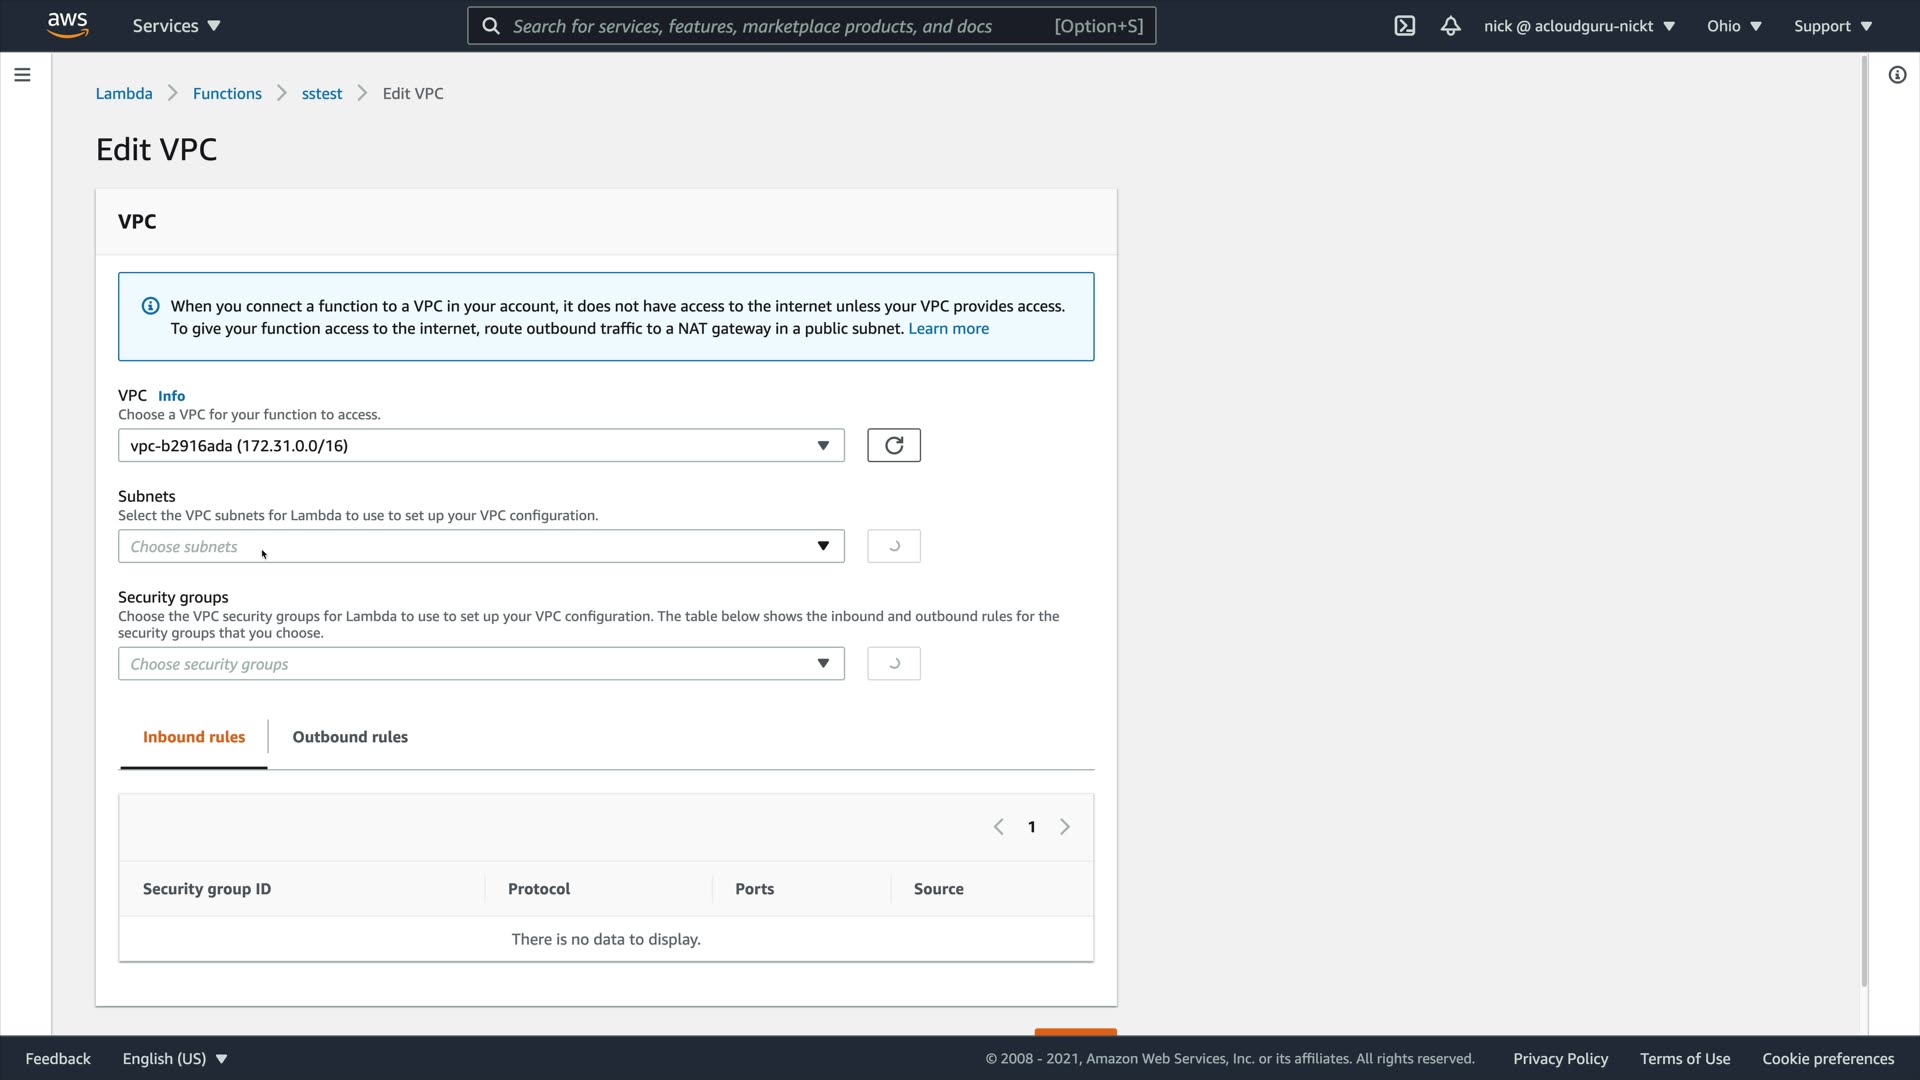 aws
Services
Search for services, features, marketplace products, and docs [Option+S]
nick @ acloudguru-nickt
Ohio
Support
Lambda
Functions
sstest
Edit VPC
Edit VPC
VPC
When you connect a function to a VPC in your account, it does not have access to the internet unless your VPC provides access.
To give your function access to the internet, route outbound traffic to a NAT gateway in a public subnet. Learn more
VPC Info
Choose a VPC for your function to access.
vpc-b2916ada (172.31.0.0/16)
Subnets
Select the VPC subnets for Lambda to use to set up your VPC configuration.
Choose subnets
Security groups
Choose the VPC security groups for Lambda to use to set up your VPC configuration. The table below shows the inbound and outbound rules for the
security groups that you choose.
Choose security groups
Inbound rules
Outbound rules
1
Security group ID
Protocol
Ports
Source
There is no data to display.
Feedback
English (US)
© 2008 - 2021, Amazon Web Services, Inc. or its affiliates. All rights reserved.
Privacy Policy
Terms of Use
Cookie preferences